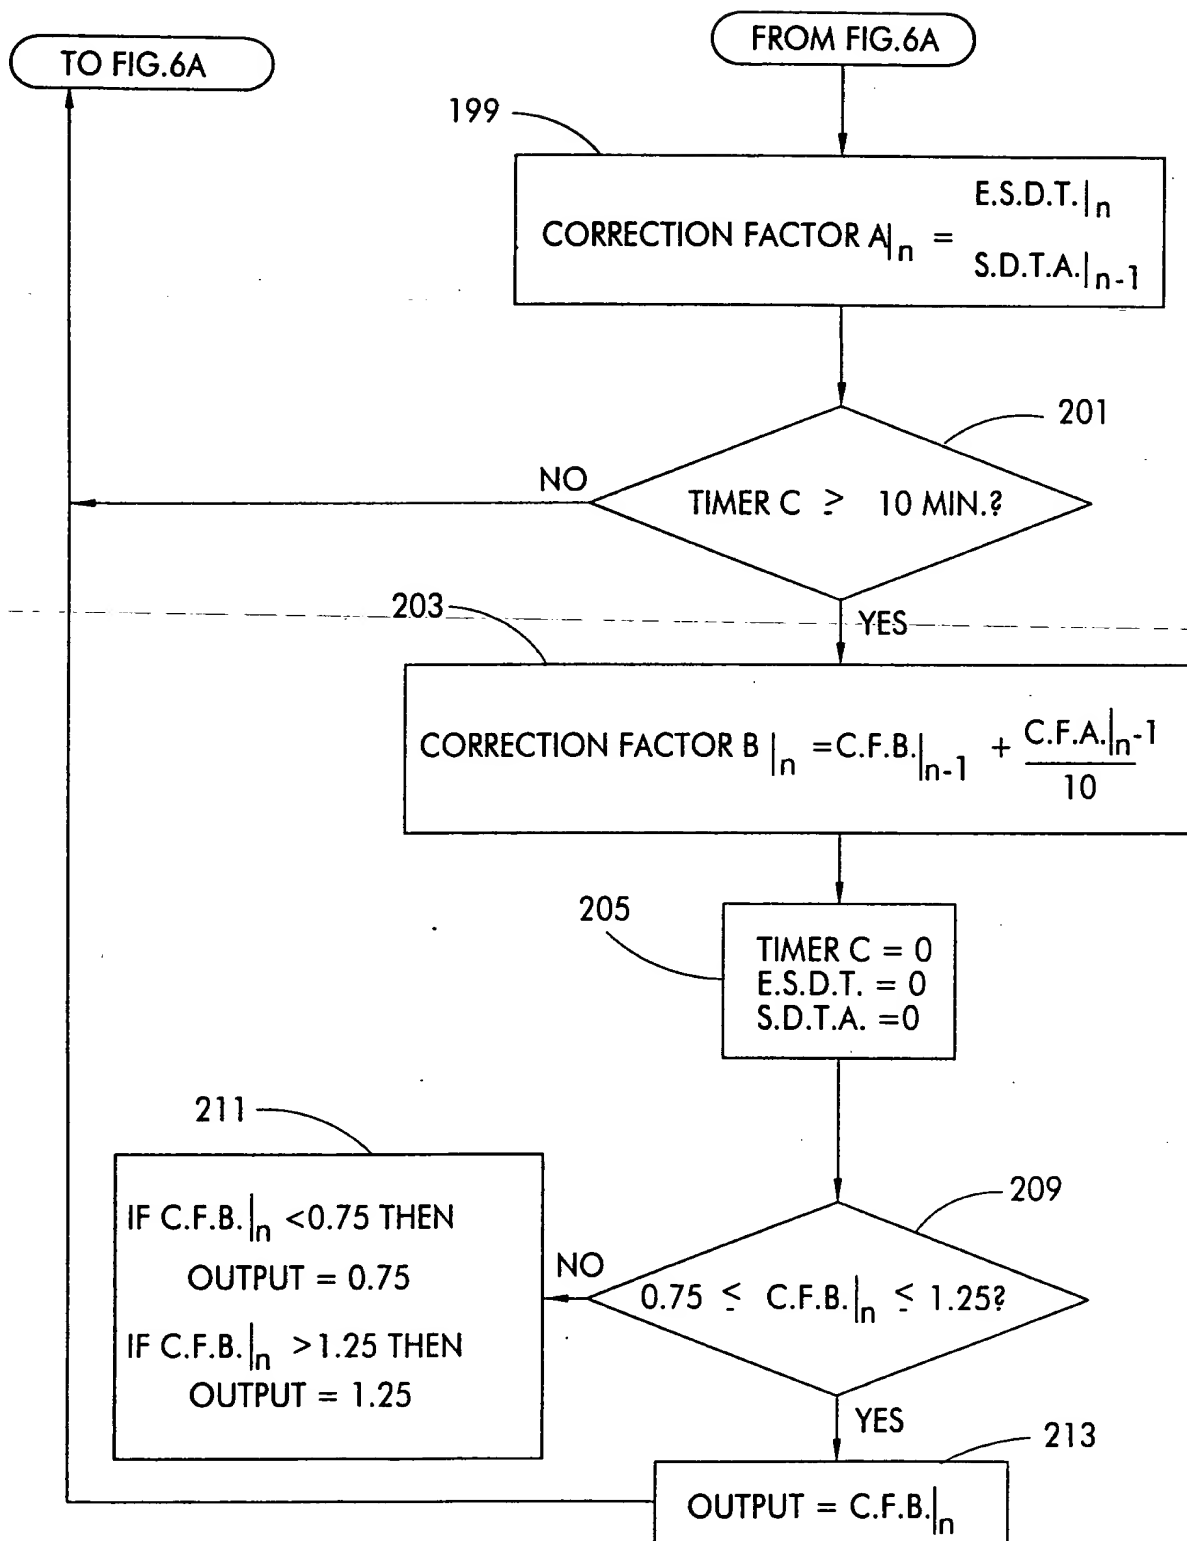 TO FIG.6A
FROM FIG.6A
199
CORRECTION FACTOR A|n = E.S.D.T.|n
S.D.T.A.|n-1
201
NO
TIMER C ≥ 10 MIN.?
203
YES
CORRECTION FACTOR B |n =C.F.B.|n-1 + C.F.A.|n-1
10
205
TIMER C = 0
E.S.D.T. = 0
S.D.T.A. =0
211
IF C.F.B.|n <0.75 THEN
OUTPUT = 0.75
IF C.F.B.|n >1.25 THEN
OUTPUT = 1.25
209
NO
0.75 ≤ C.F.B.|n ≤ 1.25?
YES
213
OUTPUT = C.F.B.|n